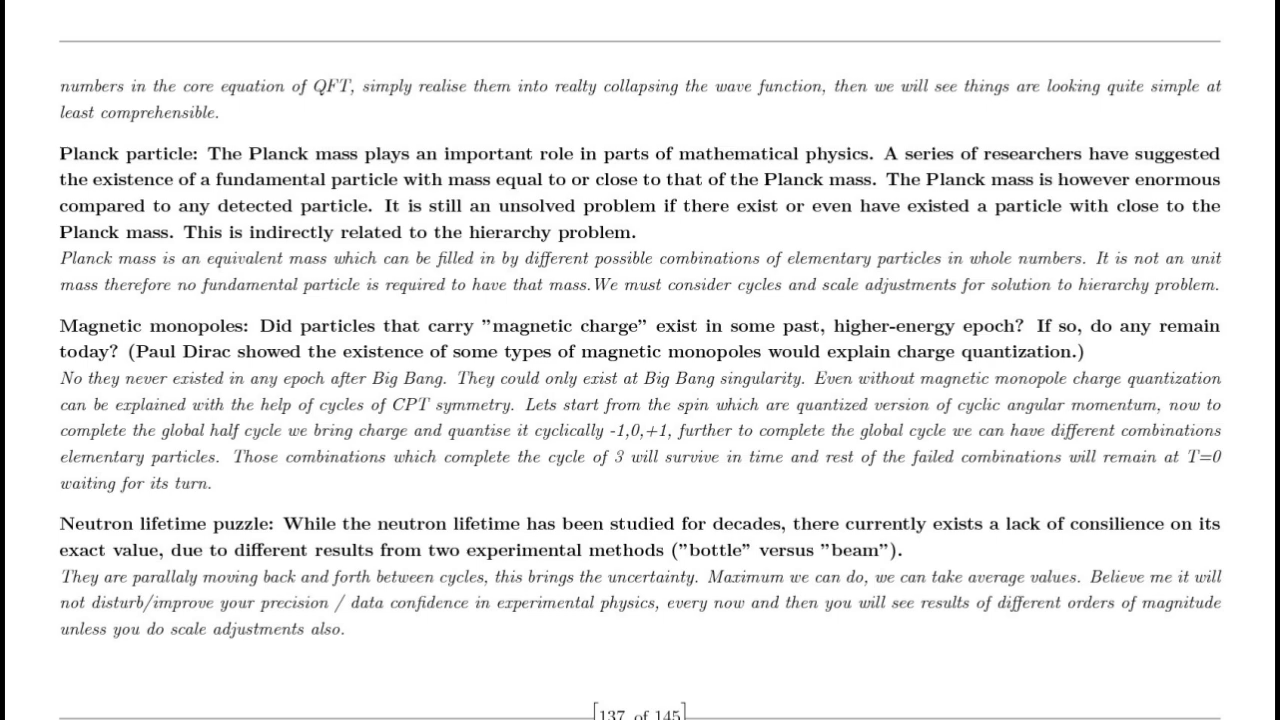 numbers in the core equation of QFT, simply realise them into realty collapsing the wave function, then we will see things are looking quite simple at
least comprehensible.
Planck particle: The Planck mass plays an important role in parts of mathematical physics. A series of researchers have suggested
the existence of a fundamental particle with mass equal to or close to that of the Planck mass. The Planck mass is however enormous
compared to any detected particle. It is still an unsolved problem if there exist or even have existed a particle with close to the
Planck mass. This is indirectly related to the hierarchy problem.
Planck mass is an equivalent mass which can be filled in by different possible combinations of elementary particles in whole numbers. It is not an unit
mass therefore no fundamental particle is required to have that mass.We must consider cycles and scale adjustments for solution to hierarchy problem.
Magnetic monopoles: Did particles that carry "magnetic charge" exist in some past, higher-energy epoch? If so, do any remain
today? (Paul Dirac showed the existence of some types of magnetic monopoles would explain charge quantization.)
No they never existed in any epoch after Big Bang. They could only exist at Big Bang singularity. Even without magnetic monopole charge quantization
can be explained with the help of cycles of CPT symmetry. Lets start from the spin which are quantized version of cyclic angular momentum, now to
complete the global half cycle we bring charge and quantise it cyclically -1,0,+1, further to complete the global cycle we can have different combinations
elementary particles. Those combinations which complete the cycle of 3 will survive in time and rest of the failed combinations will remain at T=0
waiting for its turn.
Neutron lifetime puzzle: While the neutron lifetime has been studied for decades, there currently exists a lack of consilience on its
exact value, due to different results from two experimental methods ("bottle" versus "beam").
They are parallaly moving back and forth between cycles, this brings the uncertainty. Maximum we can do, we can take average values. Believe me it will
not disturb/improve your precision / data confidence in experimental physics, every now and then you will see results of different orders of magnitude
unless you do scale adjustments also.
[137 of 145]